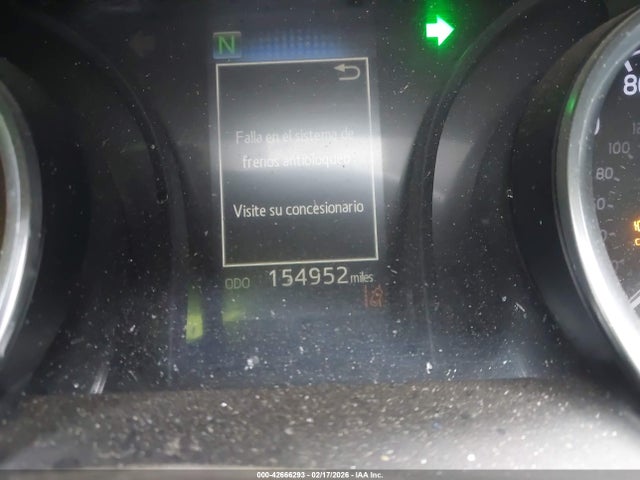 N
80
Falla en el sistema de
frenos antibloqueo
100
80
Visite su concesionario
ODO 154952 miles
000-42666293 - 02/17/2026 - IAA Inc.